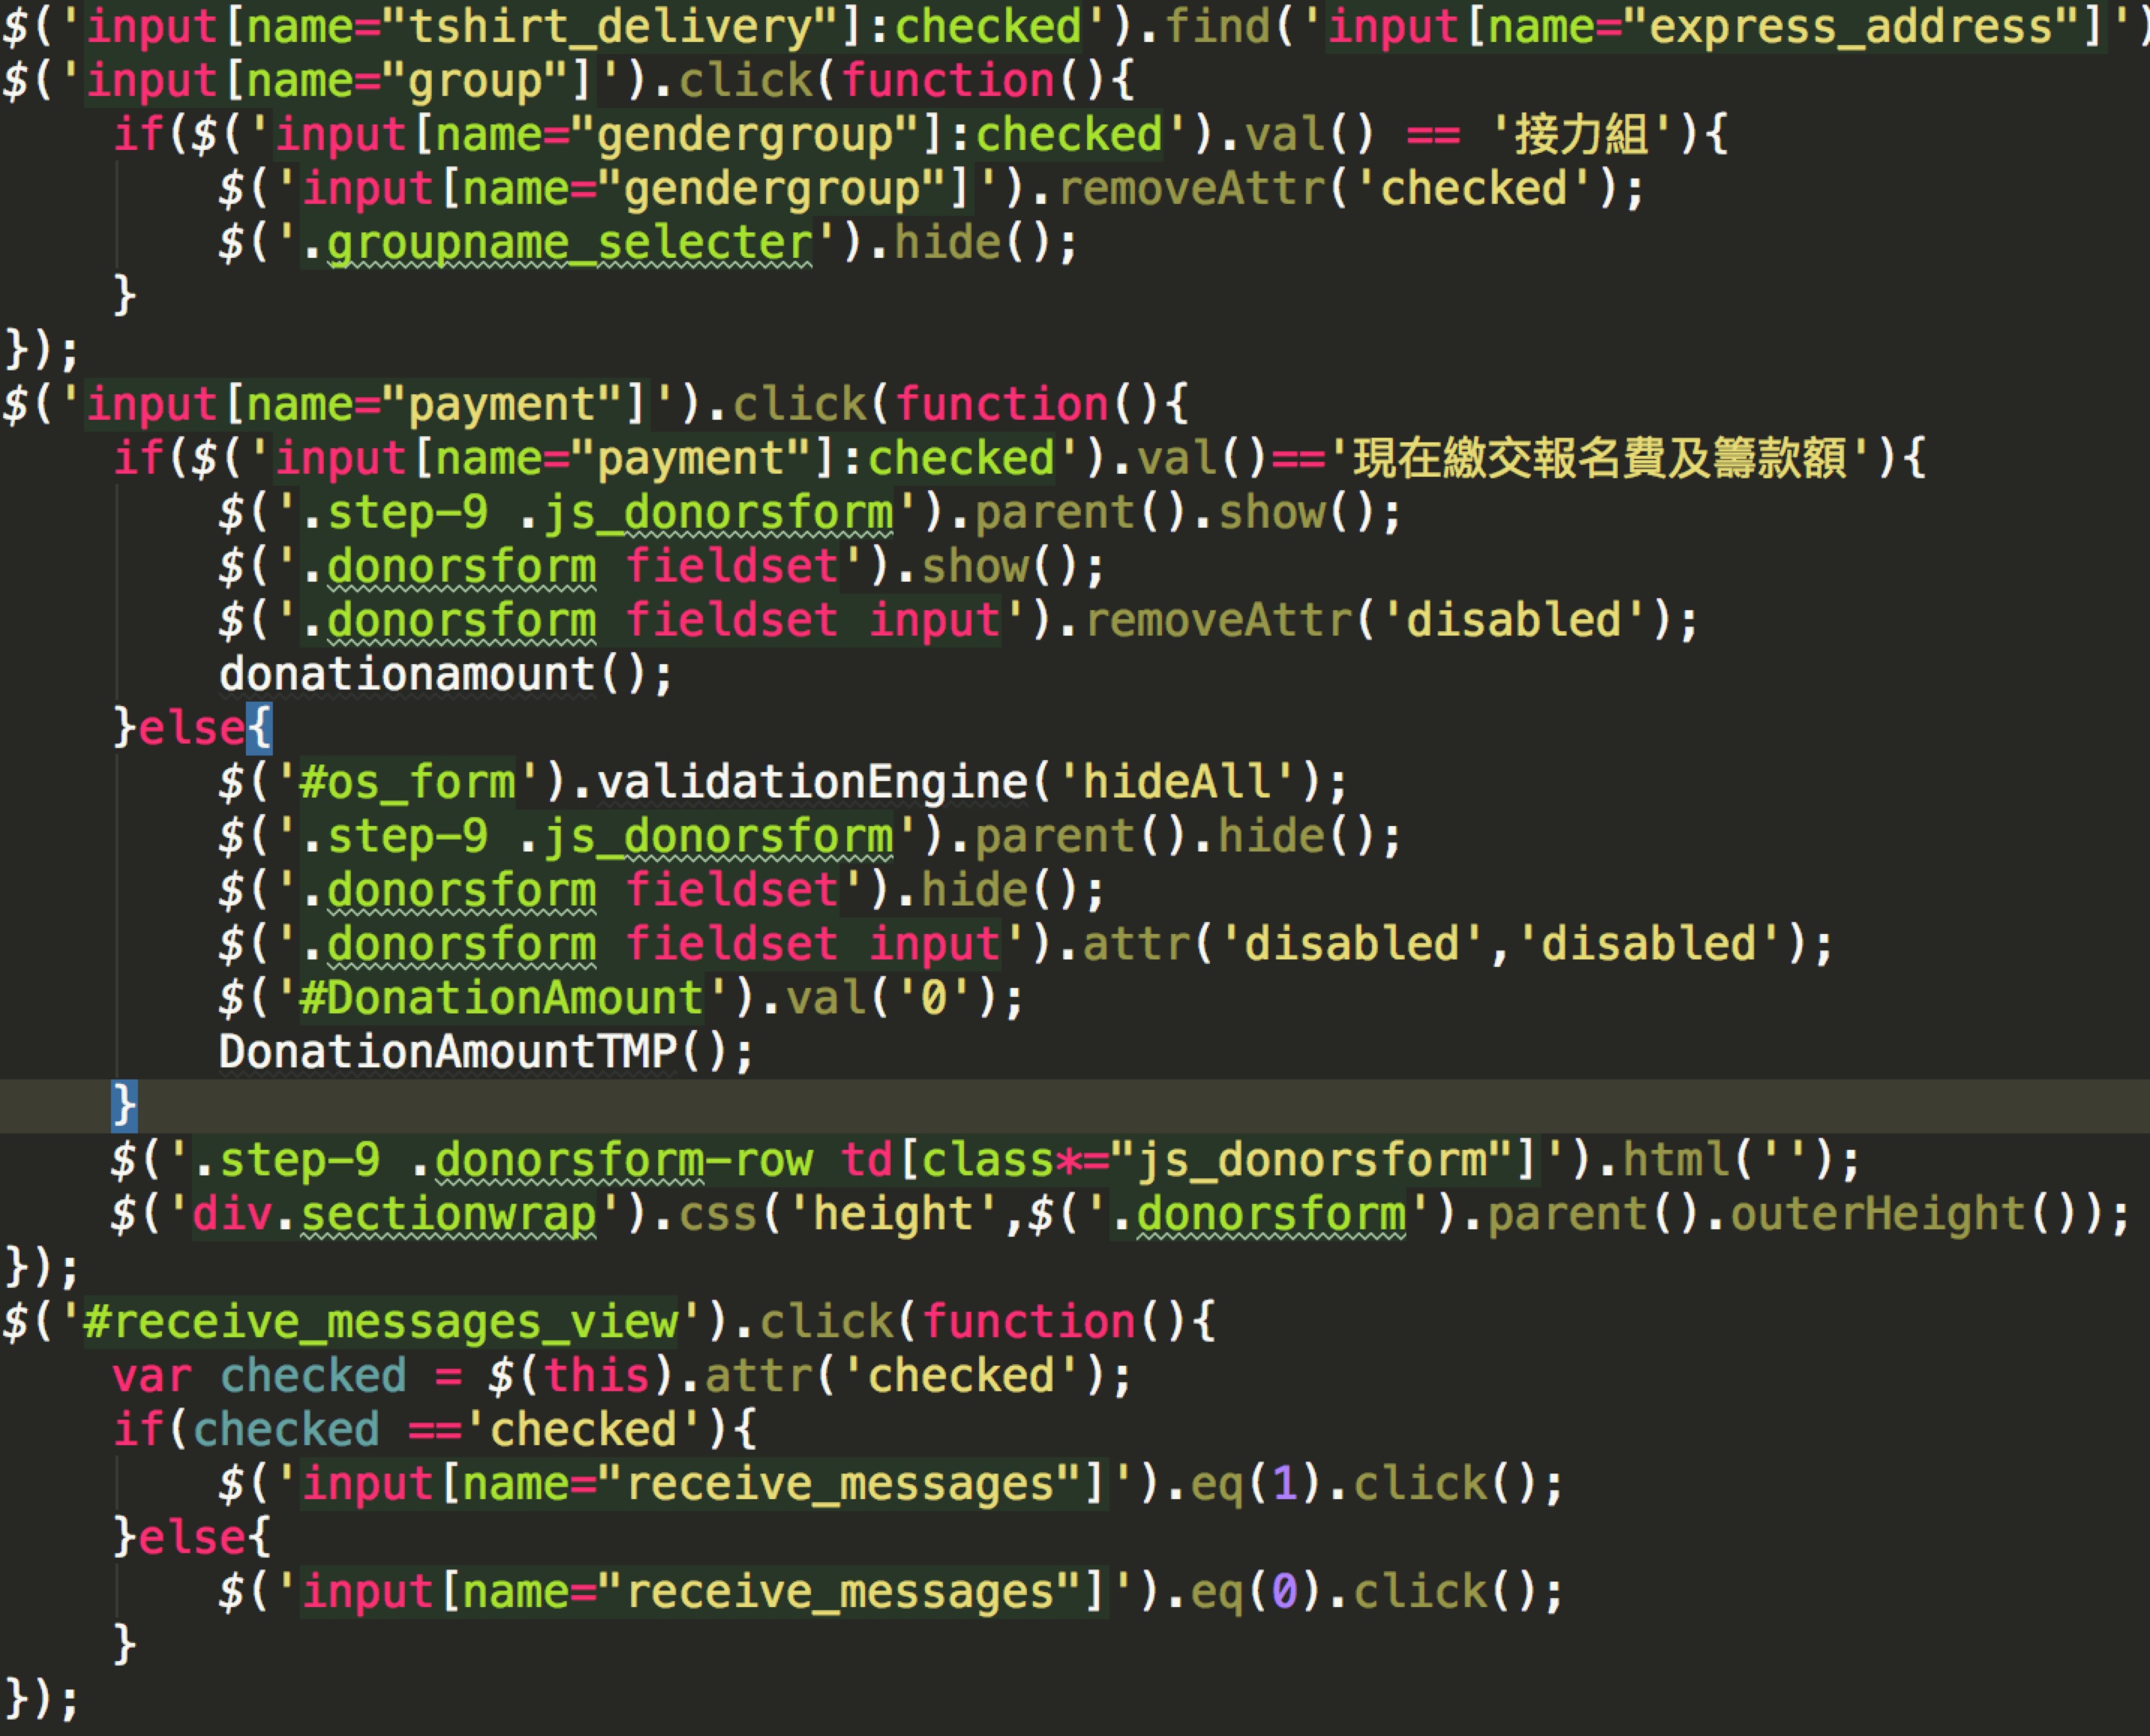 $('input[name="tshirt_delivery"]:checked').find('input[name="express_address"]')
$('input[name="group"]').click(function(){
    if($('input[name="gendergroup"]:checked').val() == '接力組'){
        $('input[name="gendergroup"]').removeAttr('checked');
        $('.groupname_selecter').hide();
    }
});
$('input[name="payment"]').click(function(){
    if($('input[name="payment"]:checked').val()=='現在繳交報名費及籌款額'){
        $('.step-9 .js_donorsform').parent().show();
        $('.donorsform fieldset').show();
        $('.donorsform fieldset input').removeAttr('disabled');
        donationamount();
    }else{
        $('#os_form').validationEngine('hideAll');
        $('.step-9 .js_donorsform').parent().hide();
        $('.donorsform fieldset').hide();
        $('.donorsform fieldset input').attr('disabled','disabled');
        $('#DonationAmount').val('0');
        DonationAmountTMP();
    }
    $('.step-9 .donorsform-row td[class*="js_donorsform"]').html('');
    $('div.sectionwrap').css('height',$('.donorsform').parent().outerHeight());
});
$('#receive_messages_view').click(function(){
    var checked = $(this).attr('checked');
    if(checked =='checked'){
        $('input[name="receive_messages"]').eq(1).click();
    }else{
        $('input[name="receive_messages"]').eq(0).click();
    }
});